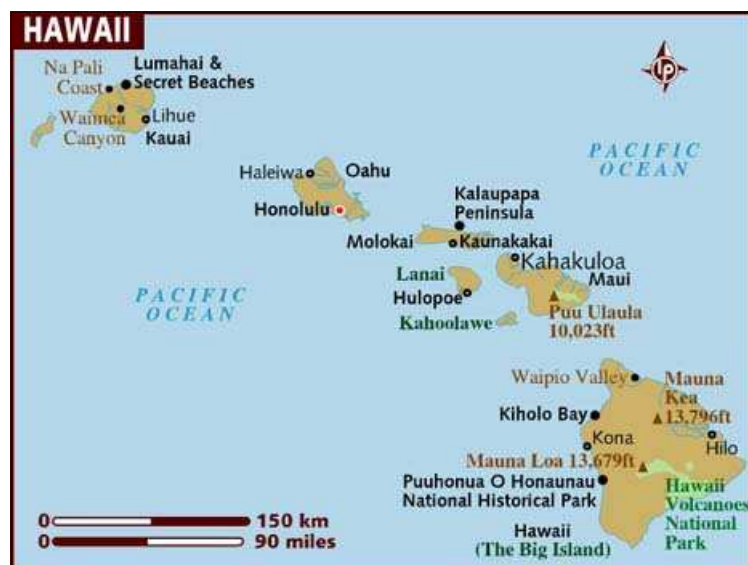 HAWAII
Na Pali
Coast
Lumahai &
Secret Beaches
Waimea
Canyon
Lihue
Kauai
lp
PACIFIC
OCEAN
Haleiwa
Oahu
Honolulu
Kalaupapa
Peninsula
Molokai
Kaunakakai
Kahakuloa
Lanai
Maui
Hulopoe
PACIFIC
OCEAN
Kahoolawe
Puu Ulaula
10,023ft
Waipio Valley
Mauna
Kea
13,796ft
Kiholo Bay
Kona
Hilo
Mauna Loa 13,679ft
Puuhonua O Honaunau
National Historical Park
Hawaii
Volcanoes
National
Park
Hawaii
(The Big Island)
0 150 km
0 90 miles